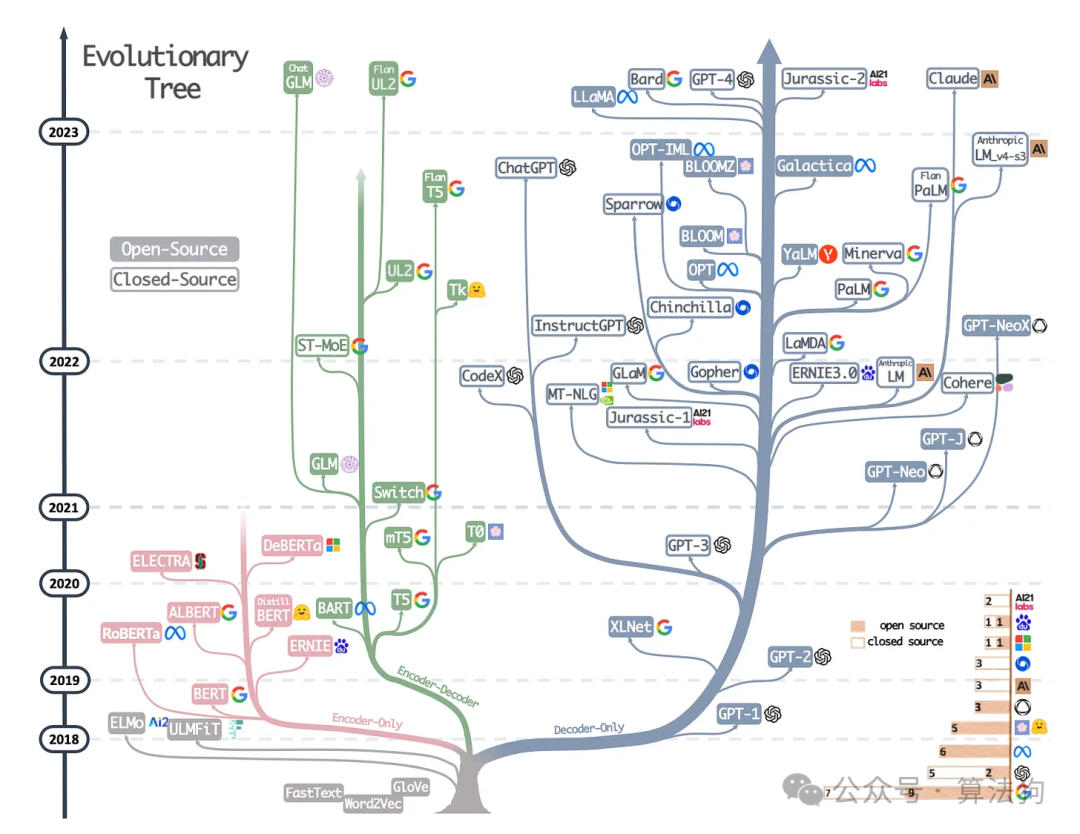 Evolutionary
Tree
Open-Source
Closed-Source
2023
2022
2021
2020
2019
2018
Chat
GLM
Flan
UL2
Flan
T5
UL2
Tk
ST-MoE
GLM
Switch
mT5
T0
BART
T5
Encoder-Decoder
ELECTRA
DeBERTa
ALBERT
Distill
BERT
RoBERTa
ERNIE
BERT
Encoder-Only
ELMo
Ai2
ULMFiT
FastText
Word2Vec
GloVe
Bard
GPT-4
Jurassic-2
AI21
labs
Claude
A\
LLaMA
OPT-IML
BLOOMZ
Galactica
Anthropic
LM_v4-s3
A\
ChatGPT
Flan
PaLM
Sparrow
BLOOM
OPT
YaLM
Minerva
PaLM
Chinchilla
InstructGPT
GPT-NeoX
LaMDA
CodeX
GLaM
Gopher
ERNIE3.0
Anthropic
LM
A\
Cohere
MT-NLG
Jurassic-1
AI21
labs
GPT-J
GPT-Neo
GPT-3
XLNet
GPT-2
GPT-1
Decoder-Only
open source
closed source
2 AI21
labs
1 1
1 1
3
3 A\
3
5
6
5 2
7 9
公众号 · 算法狗